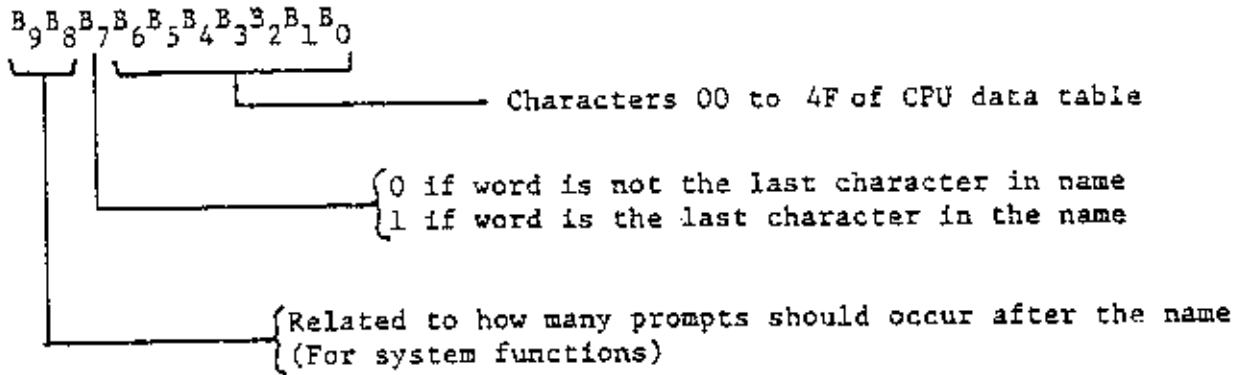 B9B8B7B6B5B4B3B2B1B0
Characters 00 to 4F of CPU data table
0 if word is not the last character in name
1 if word is the last character in the name
Related to how many prompts should occur after the name
(For system functions)